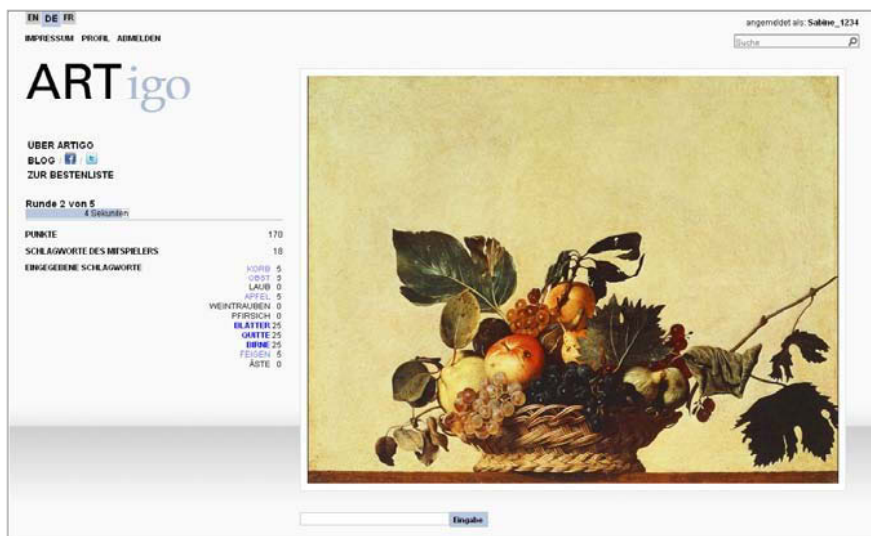 EN DE FR
angemeldet als: Sabine_1234
IMPRESSUM PROFIL ABMELDEN
Suche
ARTigo
ÜBER ARTIGO
BLOG / /
ZUR BESTENLISTE
Runde 2 von 5
4 Sekunden
PUNKTE 170
SCHLAGWORTE DES MITSPIELERS 18
EINGEGEBENE SCHLAGWORTE KORB 5
OBST 5
LAUB 0
APFEL 5
WEINTRAUBEN 0
PFIRSICH 0
BLÄTTER 25
QUITTE 25
BIRNE 25
FEIGEN 5
ÄSTE 0
Eingabe